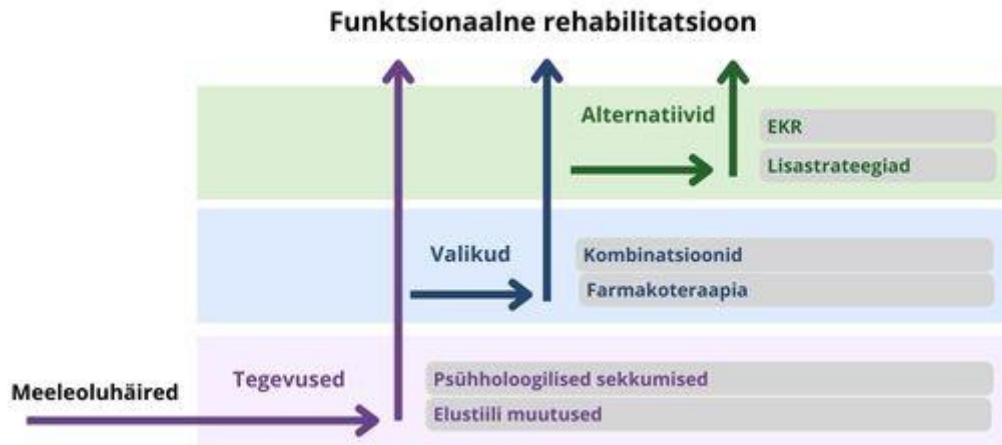 Funktsionaalne rehabilitatsioon
Alternatiivid
EKR
Lisastrateegiad
Valikud
Kombinatsioonid
Farmakoteraapia
Tegevused
Psühholoogilised sekkumised
Meeleoluhäired
Elustiili muutused